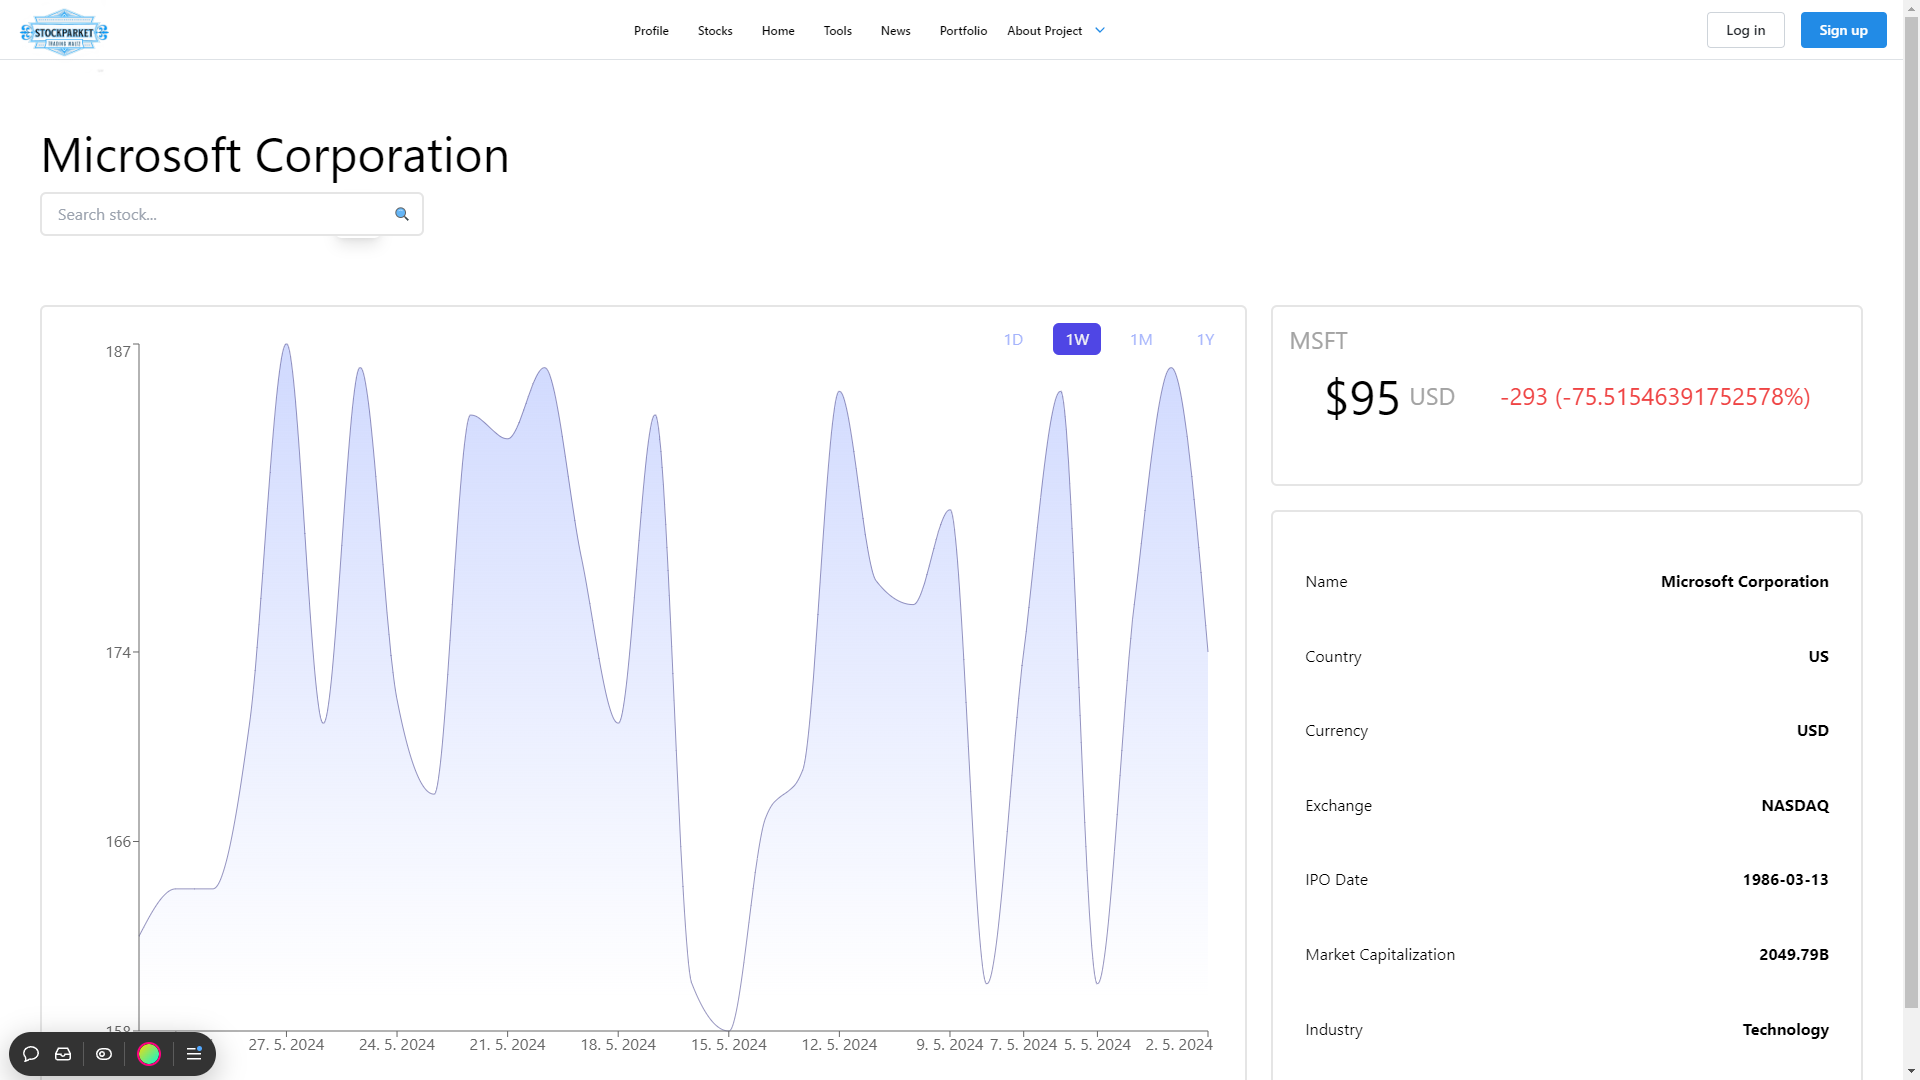 STOCKPARKET
Profile Stocks Home Tools News Portfolio About Project
Log in Sign up
Microsoft Corporation
Search stock...
1D 1W 1M 1Y
187
174
166
158
27. 5. 2024 24. 5. 2024 21. 5. 2024 18. 5. 2024 15. 5. 2024 12. 5. 2024 9. 5. 2024 7. 5. 2024 5. 5. 2024 2. 5. 2024
MSFT
$95 USD -293 (-75.51546391752578%)
Name Microsoft Corporation
Country US
Currency USD
Exchange NASDAQ
IPO Date 1986-03-13
Market Capitalization 2049.79B
Industry Technology